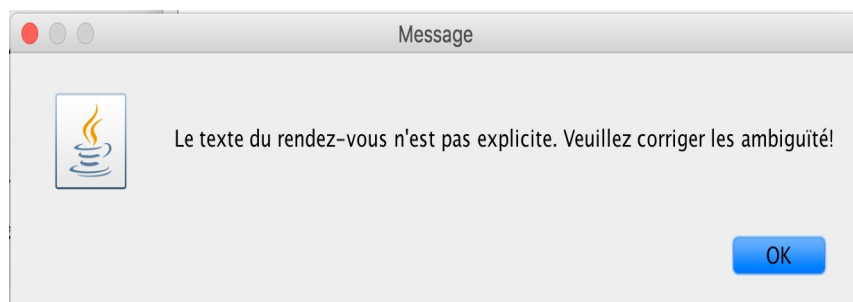 Message
Le texte du rendez-vous n'est pas explicite. Veuillez corriger les ambiguïté!
OK